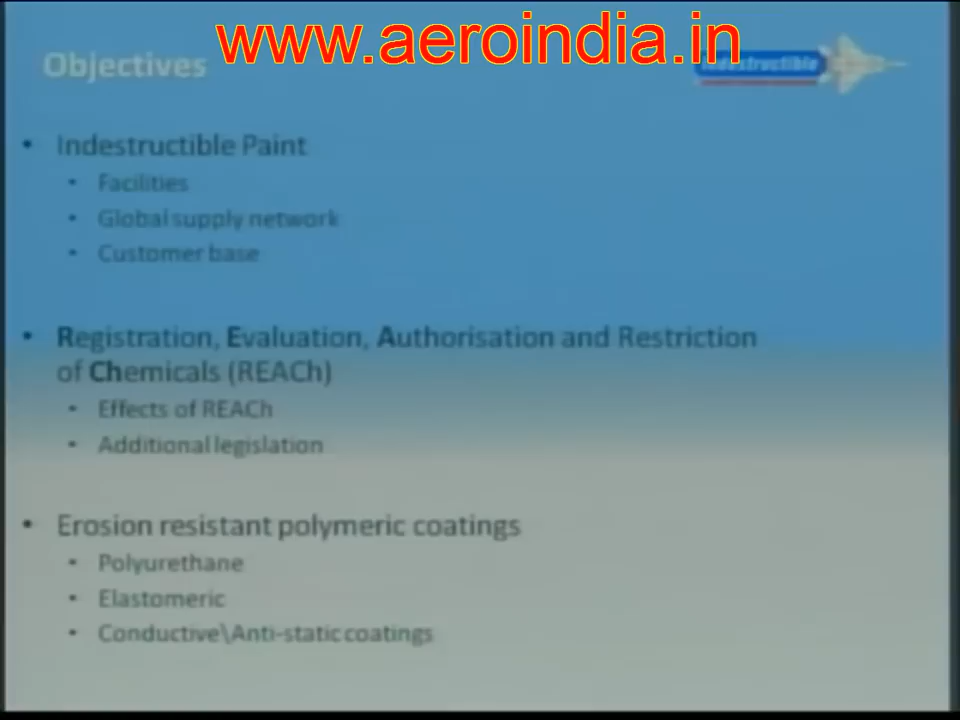 www.aeroindia.in
Objectives
Indestructible
• Indestructible Paint
• Facilities
• Global supply network
• Customer base
• Registration, Evaluation, Authorisation and Restriction
of Chemicals (REACh)
• Effects of REACh
• Additional legislation
• Erosion resistant polymeric coatings
• Polyurethane
• Elastomeric
• Conductive\Anti-static coatings